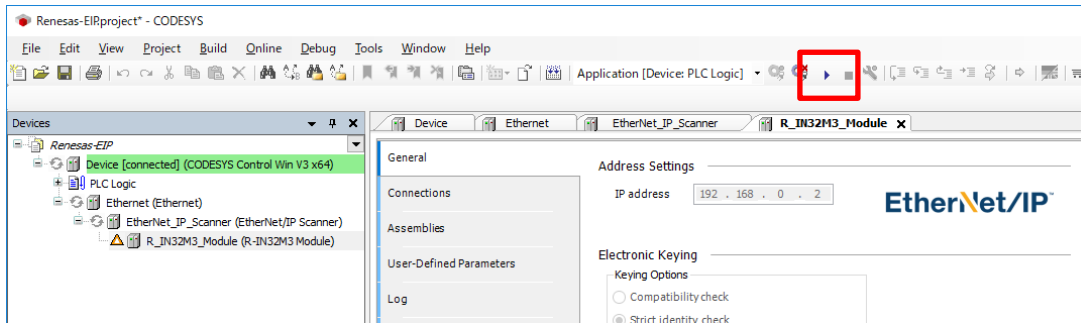 Renesas-EIP.project* - CODESYS
File Edit View Project Build Online Debug Tools Window Help
Application [Device: PLC Logic]
Devices
Device
Ethernet
EtherNet_IP_Scanner
R_IN32M3_Module
Renesas-EIP
Device [connected] (CODESYS Control Win V3 x64)
PLC Logic
Ethernet (Ethernet)
EtherNet_IP_Scanner (EtherNet/IP Scanner)
R_IN32M3_Module (R-IN32M3 Module)
General
Connections
Assemblies
User-Defined Parameters
Log
Address Settings
IP address 192 . 168 . 0 . 2
EtherNet/IP
Electronic Keying
Keying Options
Compatibility check
Strict identity check